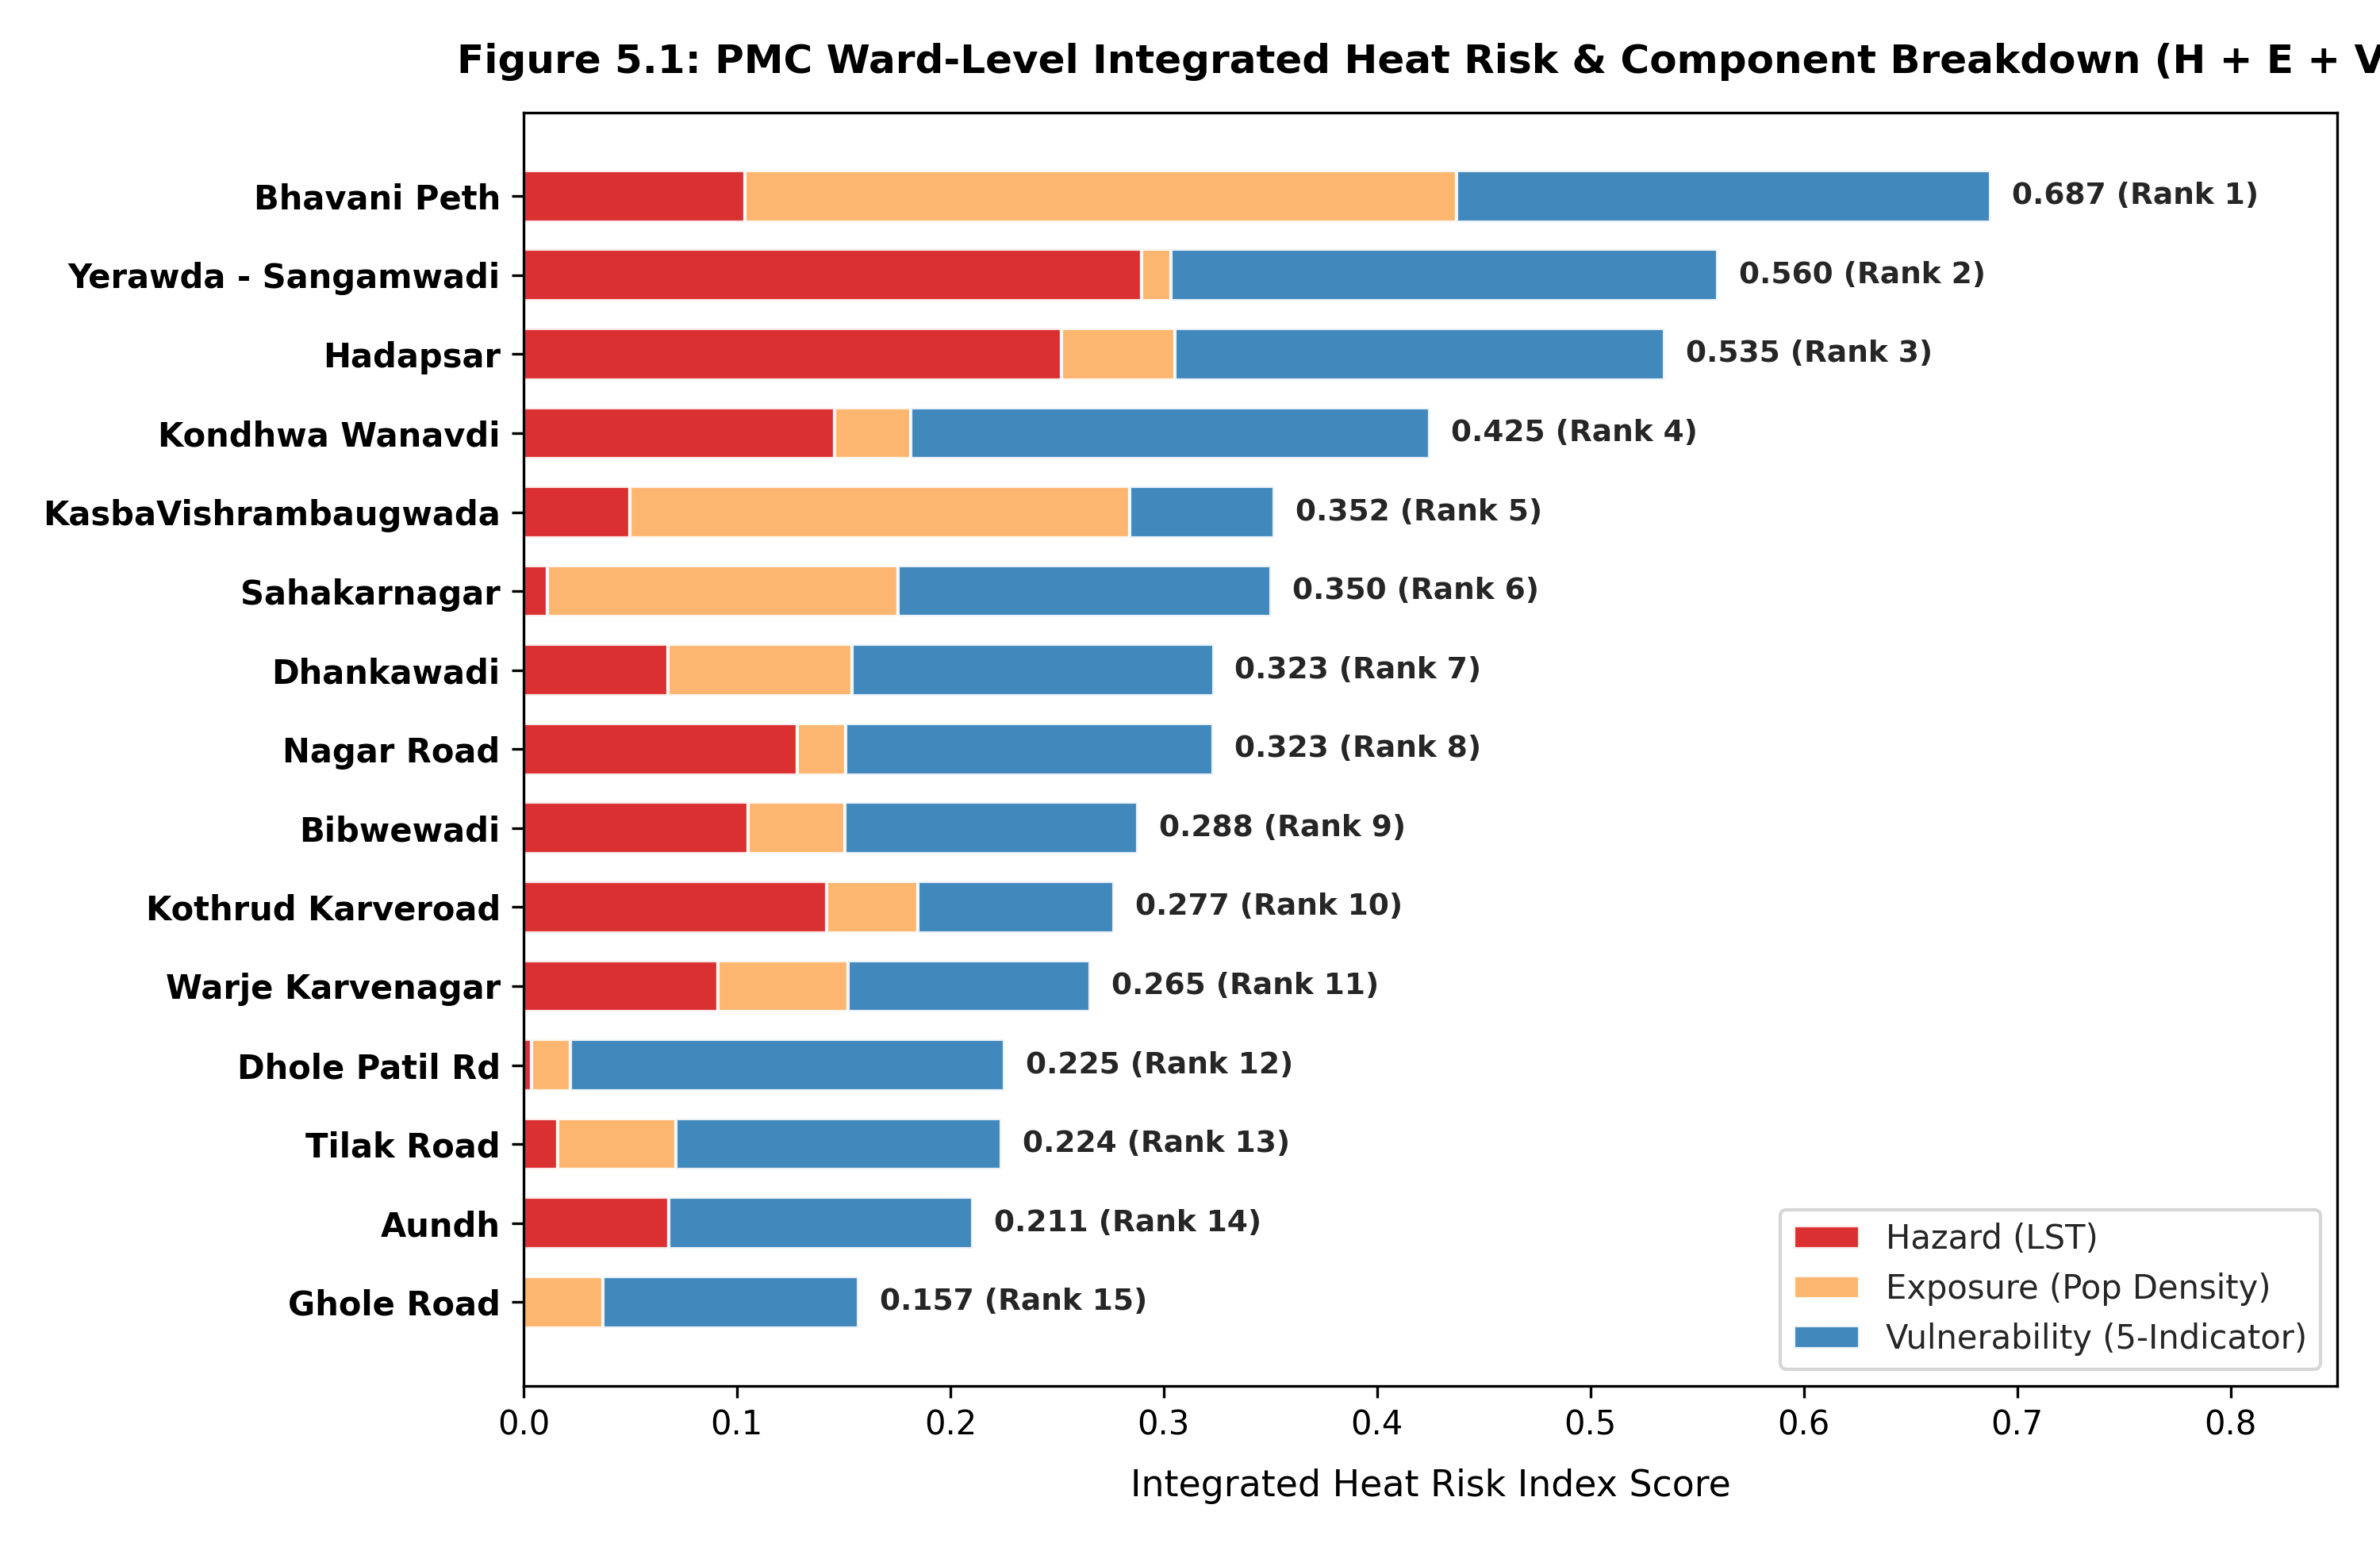 Figure 5.1: PMC Ward-Level Integrated Heat Risk & Component Breakdown (H + E + V
Bhavani Peth 0.687 (Rank 1)
Yerawda - Sangamwadi 0.560 (Rank 2)
Hadapsar 0.535 (Rank 3)
Kondhwa Wanavdi 0.425 (Rank 4)
KasbaVishrambaugwada 0.352 (Rank 5)
Sahakarnagar 0.350 (Rank 6)
Dhankawadi 0.323 (Rank 7)
Nagar Road 0.323 (Rank 8)
Bibwewadi 0.288 (Rank 9)
Kothrud Karveroad 0.277 (Rank 10)
Warje Karvenagar 0.265 (Rank 11)
Dhole Patil Rd 0.225 (Rank 12)
Tilak Road 0.224 (Rank 13)
Aundh 0.211 (Rank 14)
Ghole Road 0.157 (Rank 15)
Hazard (LST)
Exposure (Pop Density)
Vulnerability (5-Indicator)
0.0 0.1 0.2 0.3 0.4 0.5 0.6 0.7 0.8
Integrated Heat Risk Index Score